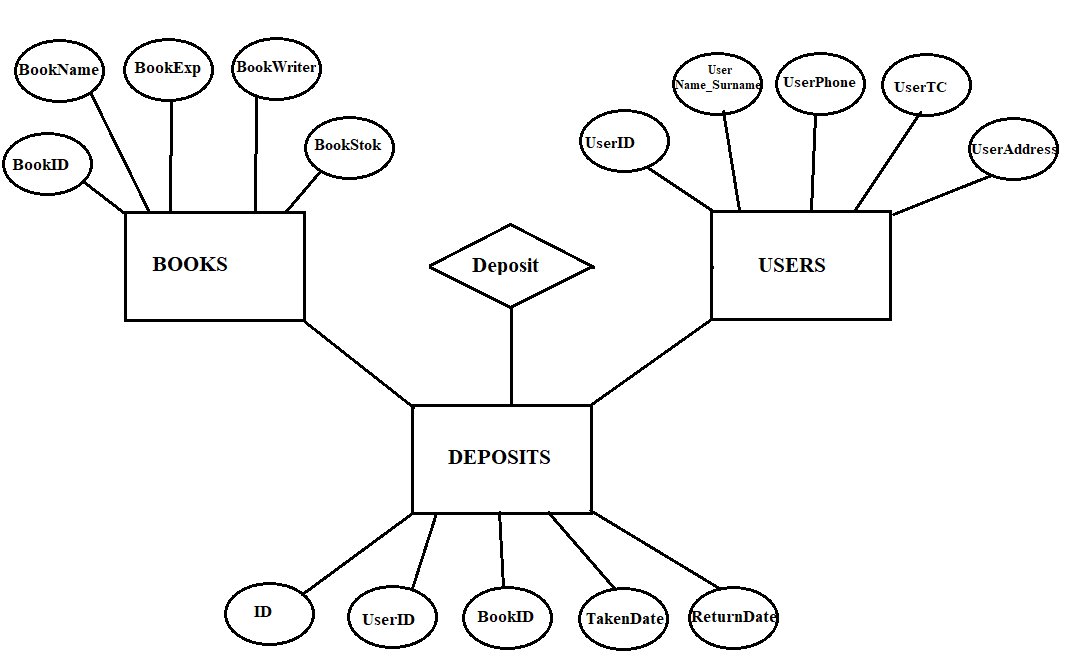 BookName
BookExp
BookWriter
BookID
BookStok
User
Name_Surname
UserPhone
UserTC
UserID
UserAddress
BOOKS
Deposit
USERS
DEPOSITS
ID
UserID
BookID
TakenDate
ReturnDate